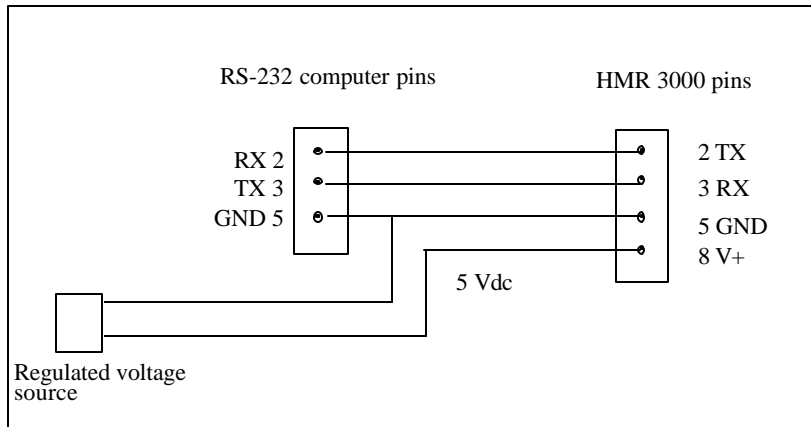 RS-232 computer pins
HMR 3000 pins
RX 2
TX 3
GND 5
2 TX
3 RX
5 GND
8 V+
5 Vdc
Regulated voltage
source